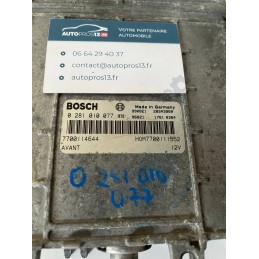 AUTOPROS13
VOTRE PARTENAIRE
AUTOMOBILE
06 64 29 40 37
contact@autopros13.fr
autopros13.fr
BOSCH
Made in Germany
0 281 010 077
7700114644
HOM7700111552
AVANT
12V
0 281 010
077